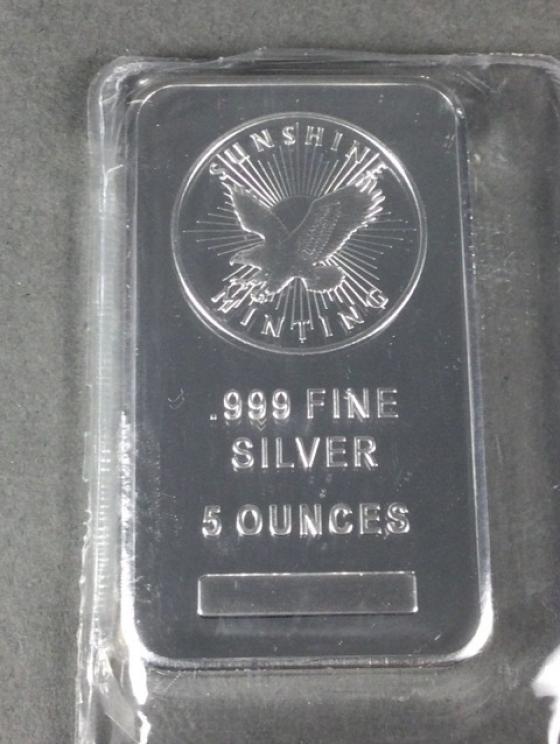 SUNSHINE
MINTING
.999 FINE
SILVER
5 OUNCES